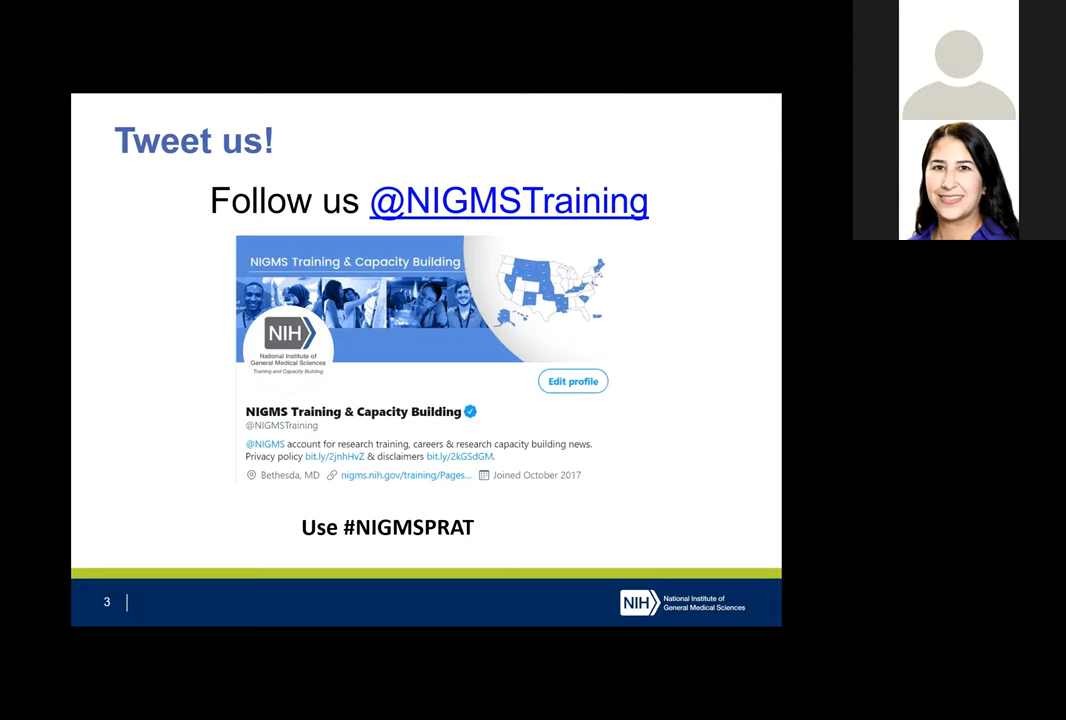 Tweet us!
Follow us @NIGMSTraining
NIGMS Training & Capacity Building
NIH
National Institute of
General Medical Sciences
Training and Capacity Building
Edit profile
NIGMS Training & Capacity Building
@NIGMSTraining
@NIGMS account for research training, careers & research capacity building news.
Privacy policy bit.ly/2jnhHvZ & disclaimers bit.ly/2kGSdGM.
Bethesda, MD nigms.nih.gov/training/Pages... Joined October 2017
Use #NIGMSPRAT
3
NIH National Institute of
General Medical Sciences